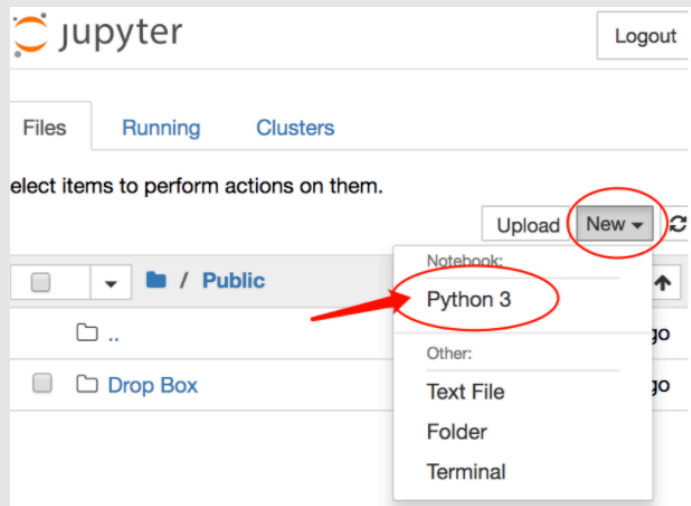 jupyter
Logout
Files Running Clusters
elect items to perform actions on them.
Upload New
Notebook:
/ Public
Python 3
..
go
Other:
Drop Box
go
Text File
Folder
Terminal